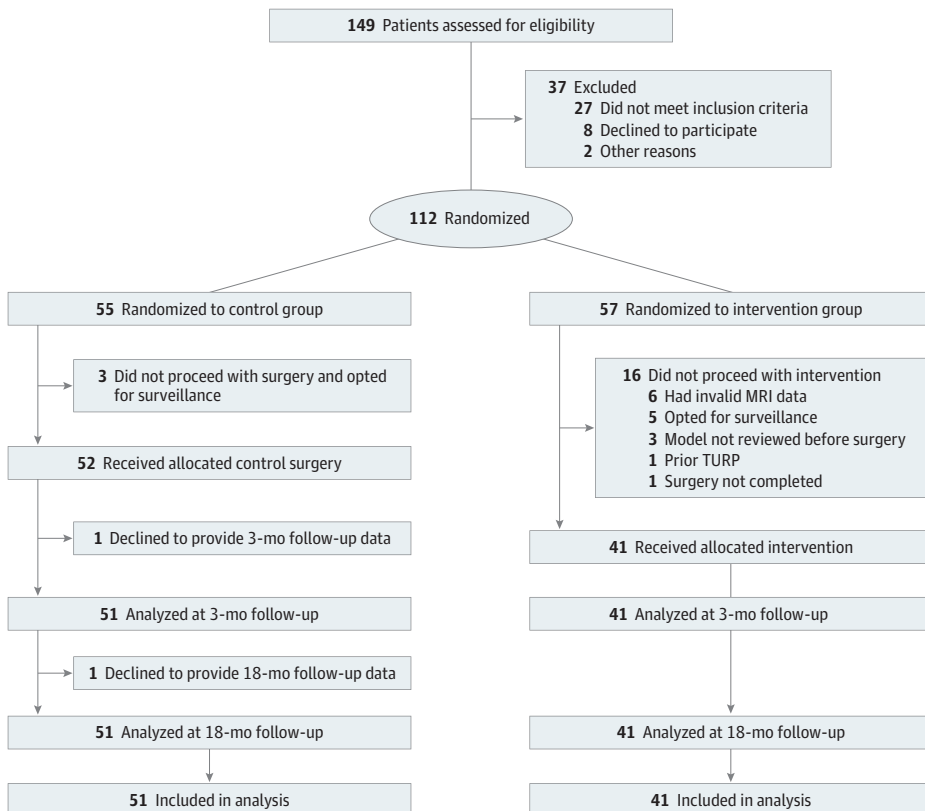 149 Patients assessed for eligibility
37 Excluded
27 Did not meet inclusion criteria
8 Declined to participate
2 Other reasons
112 Randomized
55 Randomized to control group
3 Did not proceed with surgery and opted
for surveillance
52 Received allocated control surgery
1 Declined to provide 3-mo follow-up data
51 Analyzed at 3-mo follow-up
1 Declined to provide 18-mo follow-up data
51 Analyzed at 18-mo follow-up
51 Included in analysis
57 Randomized to intervention group
16 Did not proceed with intervention
6 Had invalid MRI data
5 Opted for surveillance
3 Model not reviewed before surgery
1 Prior TURP
1 Surgery not completed
41 Received allocated intervention
41 Analyzed at 3-mo follow-up
41 Analyzed at 18-mo follow-up
41 Included in analysis